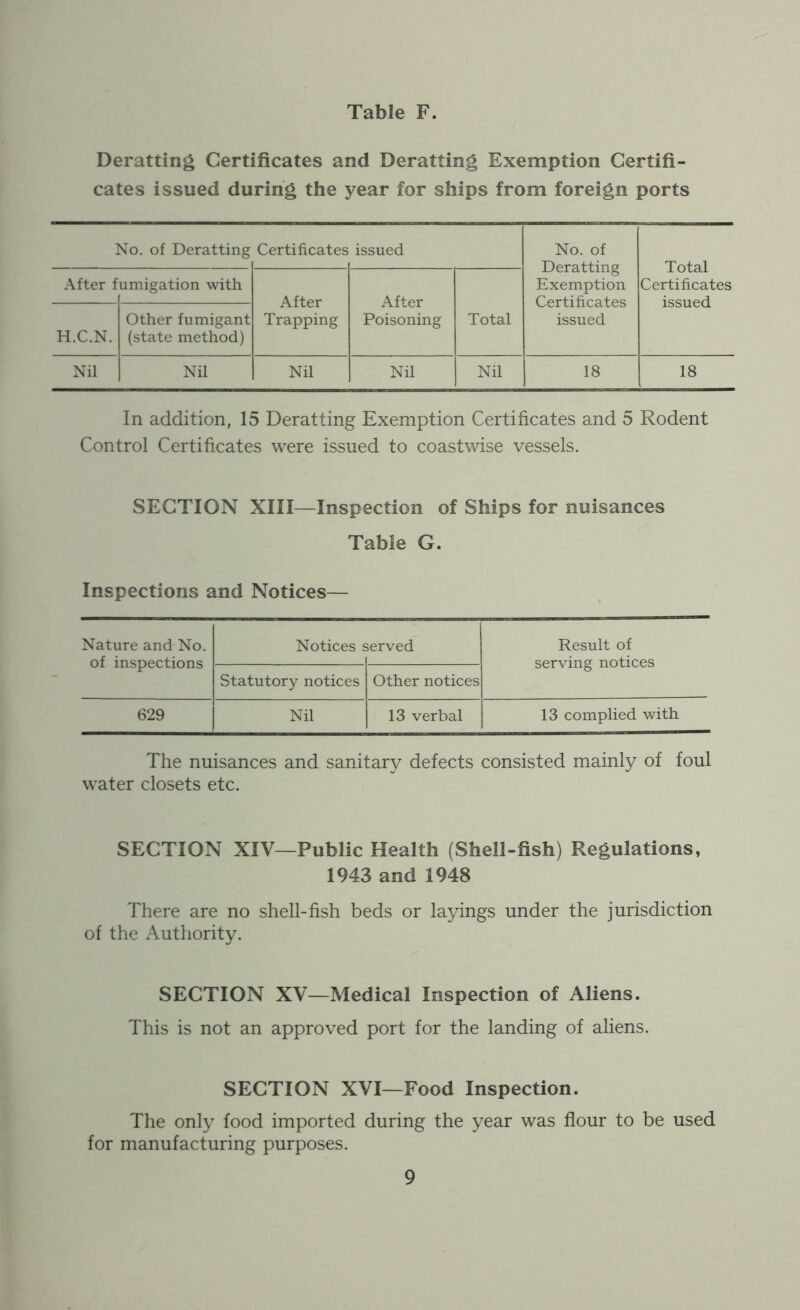 Table F.
Deratting Certificates and Deratting Exemption Certifi-
cates issued during the year for ships from foreign ports
No. of Deratting Certificates issued
No. of
Deratting
Exemption
Certificates
issued
Total
Certificates
issued
After fumigation with
After
Trapping
After
Poisoning
Total
H.C.N.
Other fumigant
(state method)
Nil Nil Nil Nil Nil 18 18
In addition, 15 Deratting Exemption Certificates and 5 Rodent
Control Certificates were issued to coastwise vessels.
SECTION XIII—Inspection of Ships for nuisances
Table G.
Inspections and Notices—
Nature and No.
of inspections
Notices served
Result of
serving notices
Statutory notices Other notices
629 Nil 13 verbal 13 complied with
The nuisances and sanitary defects consisted mainly of foul
water closets etc.
SECTION XIV—Public Health (Shell-fish) Regulations,
1943 and 1948
There are no shell-fish beds or layings under the jurisdiction
of the Authority.
SECTION XV—Medical Inspection of Aliens.
This is not an approved port for the landing of aliens.
SECTION XVI—Food Inspection.
The only food imported during the year was flour to be used
for manufacturing purposes.
9